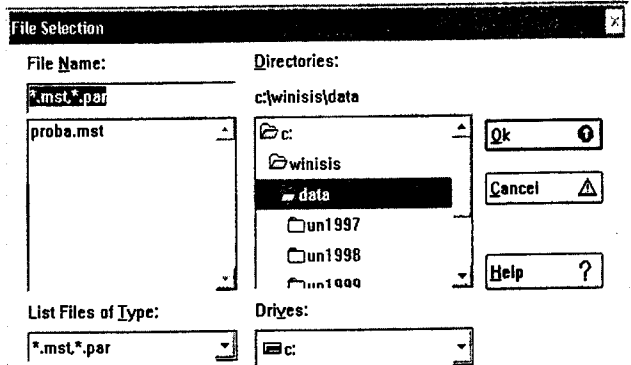 File Selection
File Name:
*.mst,*.par
proba.mst
Directories:
c:\winisis\data
c:
winisis
data
un1997
un1998
un1999
Ok
Cancel
Help ?
List Files of Type:
*.mst,*.par
Drives:
c: